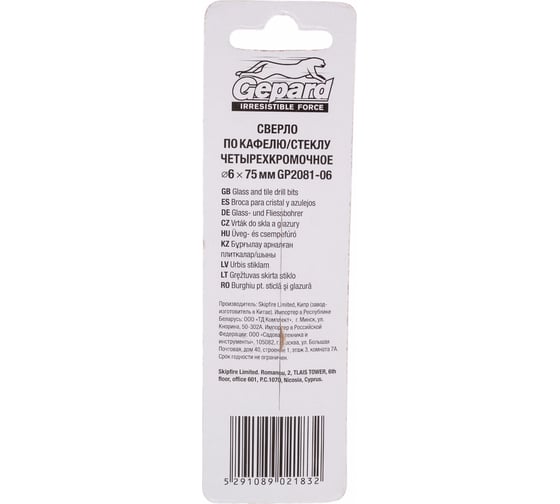 Gepard
IRRESISTIBLE FORCE
СВЕРЛО
ПО КАФЕЛЮ/СТЕКЛУ
ЧЕТЫРЕХКРОМОЧНОЕ
⌀6 × 75 мм GP2081-06
GB Glass and tile drill bits
ES Broca para cristal y azulejos
DE Glass- und Fliessbohrer
CZ Vrták do skla a glazury
HU Üveg- és csempefúró
KZ Бұрғылау арналған
плиткалар/шыны
LV Urbis stiklam
LT Grężtuvas skirta stiklo
RO Burghiu pt. sticlă și glazură
Производитель: Skipfire Limited, Кипр (завод-
изготовитель в Китае). Импортер в Республике
Беларусь: ООО «ТД Комплект», г. Минск, ул.
Кнорина, 50-302А. Импортер в Российской
Федерации: ООО «Садовая техника и
инструменты», 105082, г. Москва, ул. Большая
Почтовая, дом 40, строение 1, этаж 3, комната 7А.
Срок годности не ограничен.
Skipfire Limited. Romanou, 2, TLAIS TOWER, 6th
floor, office 601, P.C.1070, Nicosia, Cyprus.
5 291089 021832